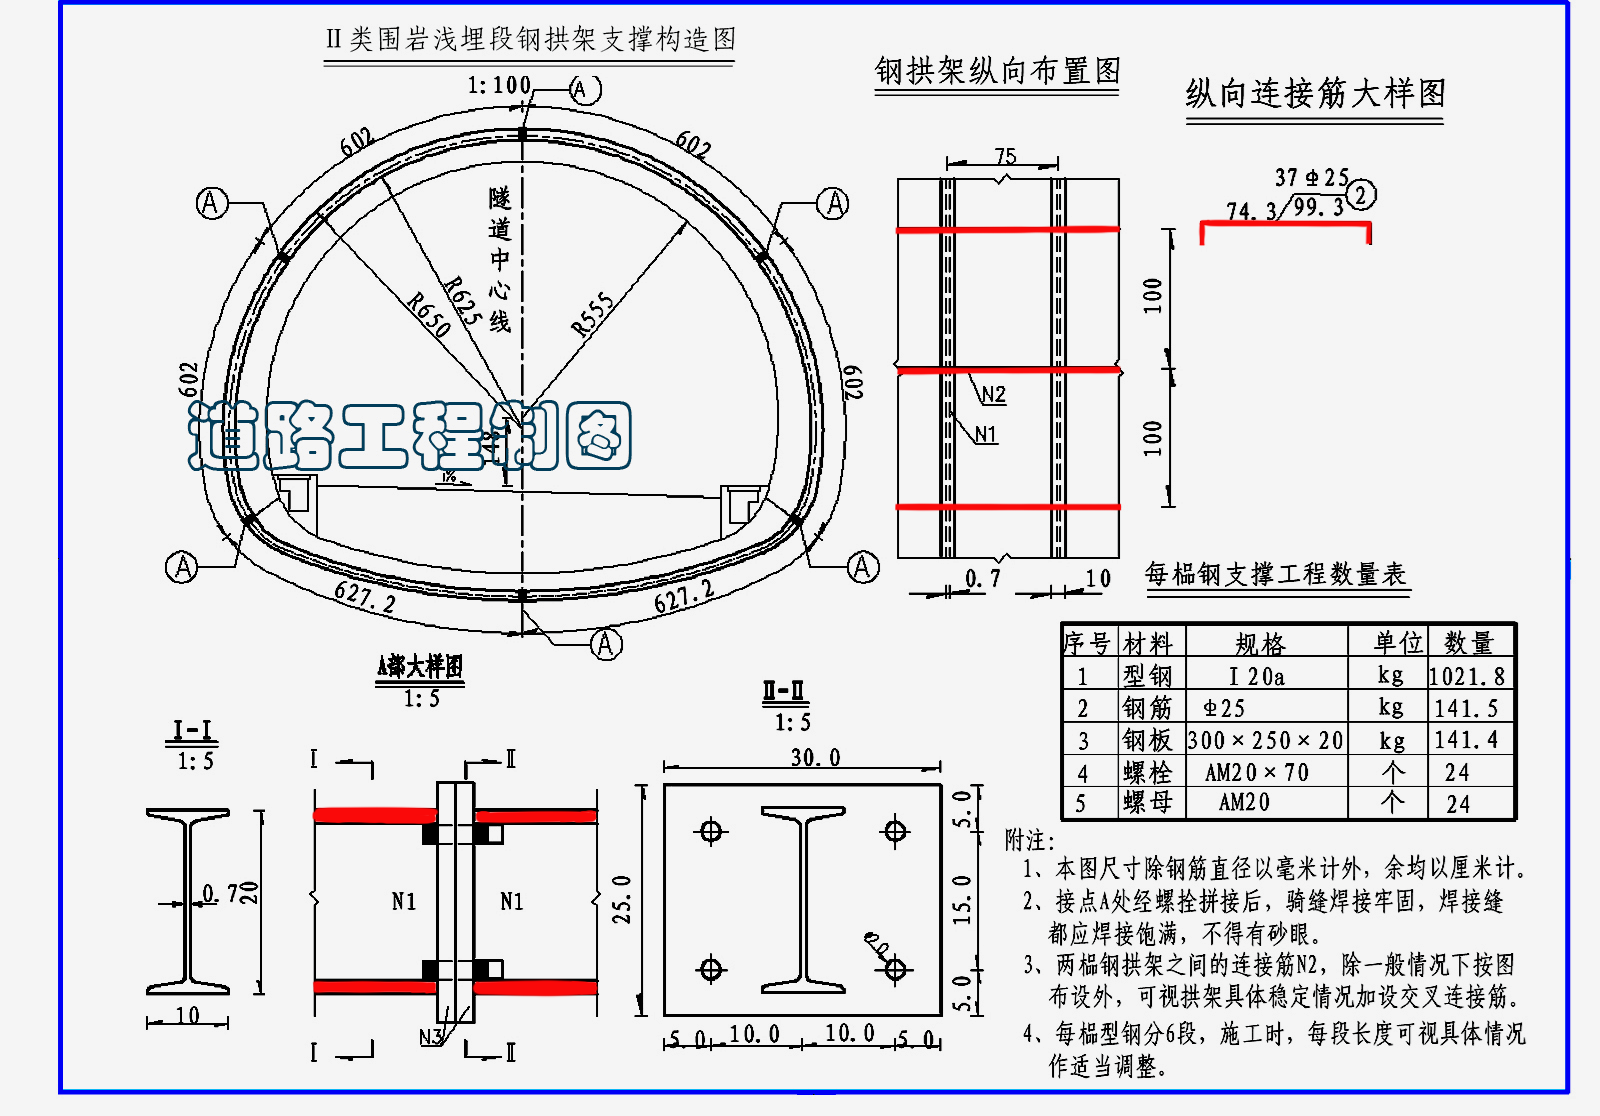 II类围岩浅埋段钢拱架支撑构造图
1:100
钢拱架纵向布置图
纵向连接筋大样图
A
A
A
A
A
A
602
602
602
602
627.2
627.2
隧道中心线
R650
R625
R555
148
1%
道路工程制图
75
N2
N1
100
100
0.7
10
37Φ25
74.3/99.3
2
每榀钢支撑工程数量表
序号 材料 规格 单位 数量
1 型钢 I 20a kg 1021.8
2 钢筋 Φ25 kg 141.5
3 钢板 300×250×20 kg 141.4
4 螺栓 AM20×70 个 24
5 螺母 AM20 个 24
A部大样图
1:5
I-I
1:5
0.7
20
10
I
II
N1
N1
N3
I
II
II-II
1:5
30.0
25.0
5.0
15.0
5.0
φ20
5.0
10.0
10.0
5.0
附注:
1、本图尺寸除钢筋直径以毫米计外，余均以厘米计。
2、接点A处经螺栓拼接后，骑缝焊接牢固，焊接缝
都应焊接饱满，不得有砂眼。
3、两榀钢拱架之间的连接筋N2，除一般情况下按图
布设外，可视拱架具体稳定情况加设交叉连接筋。
4、每榀型钢分6段，施工时，每段长度可视具体情况
作适当调整。